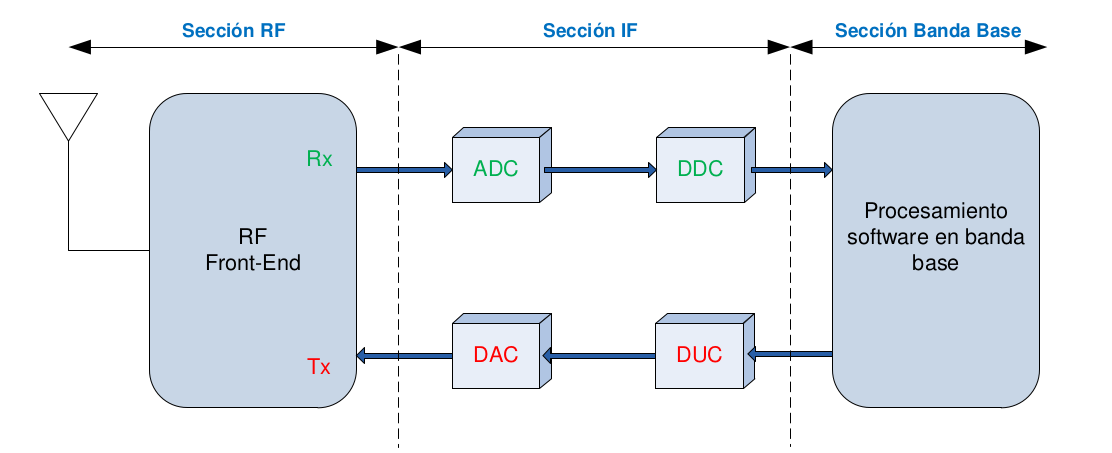 Sección RF
Sección IF
Sección Banda Base
Rx
ADC
DDC
RF
Front-End
Procesamiento
software en banda
base
Tx
DAC
DUC